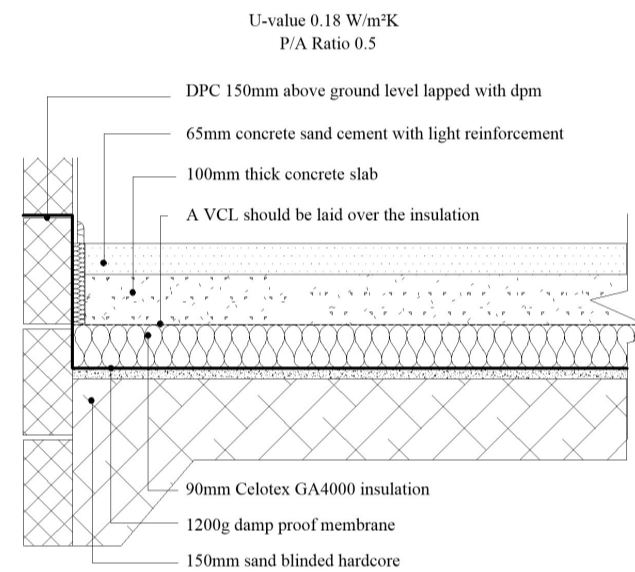 U-value 0.18 W/m²K
P/A Ratio 0.5
DPC 150mm above ground level lapped with dpm
65mm concrete sand cement with light reinforcement
100mm thick concrete slab
A VCL should be laid over the insulation
90mm Celotex GA4000 insulation
1200g damp proof membrane
150mm sand blinded hardcore